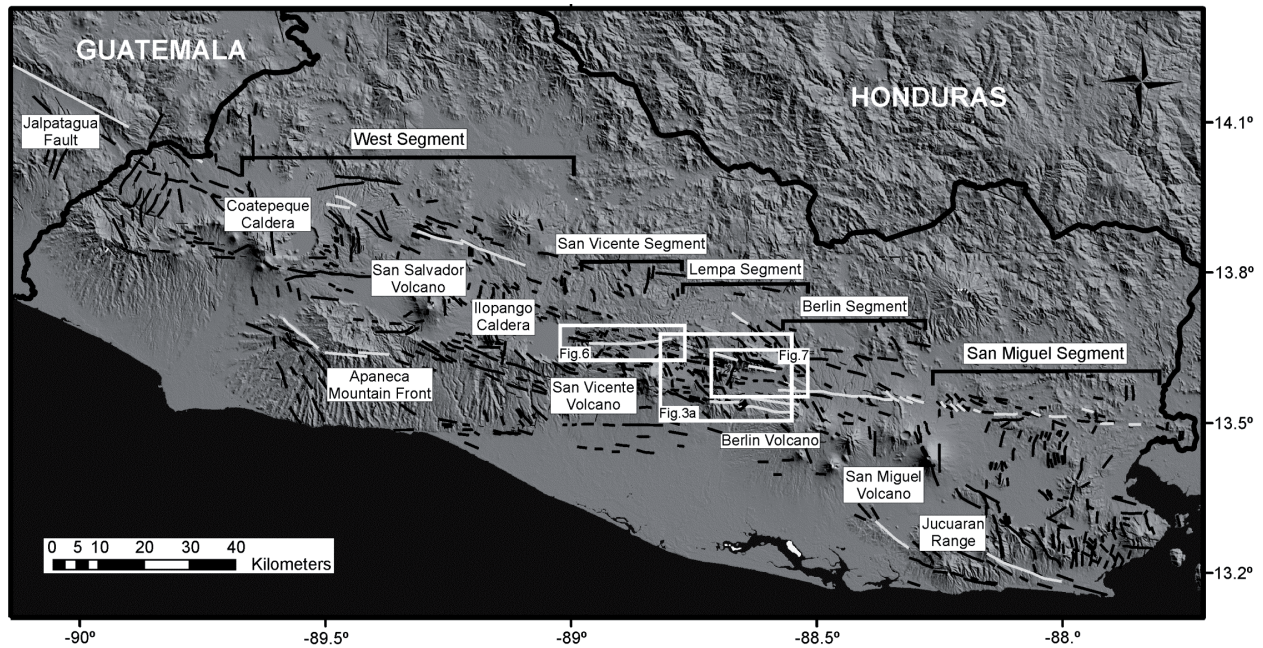 GUATEMALA
HONDURAS
Jalpatagua
Fault
West Segment
14.1º
Coatepeque
Caldera
San Vicente Segment
San Salvador
Volcano
Lempa Segment
13.8º
Ilopango
Caldera
Berlin Segment
Fig.6
Fig.7
San Miguel Segment
Apaneca
Mountain Front
San Vicente
Volcano
Fig.3a
13.5º
Berlin Volcano
San Miguel
Volcano
Jucuaran
Range
0 5 10 20 30 40
Kilometers
13.2º
-90º -89.5º -89º -88.5º -88.º